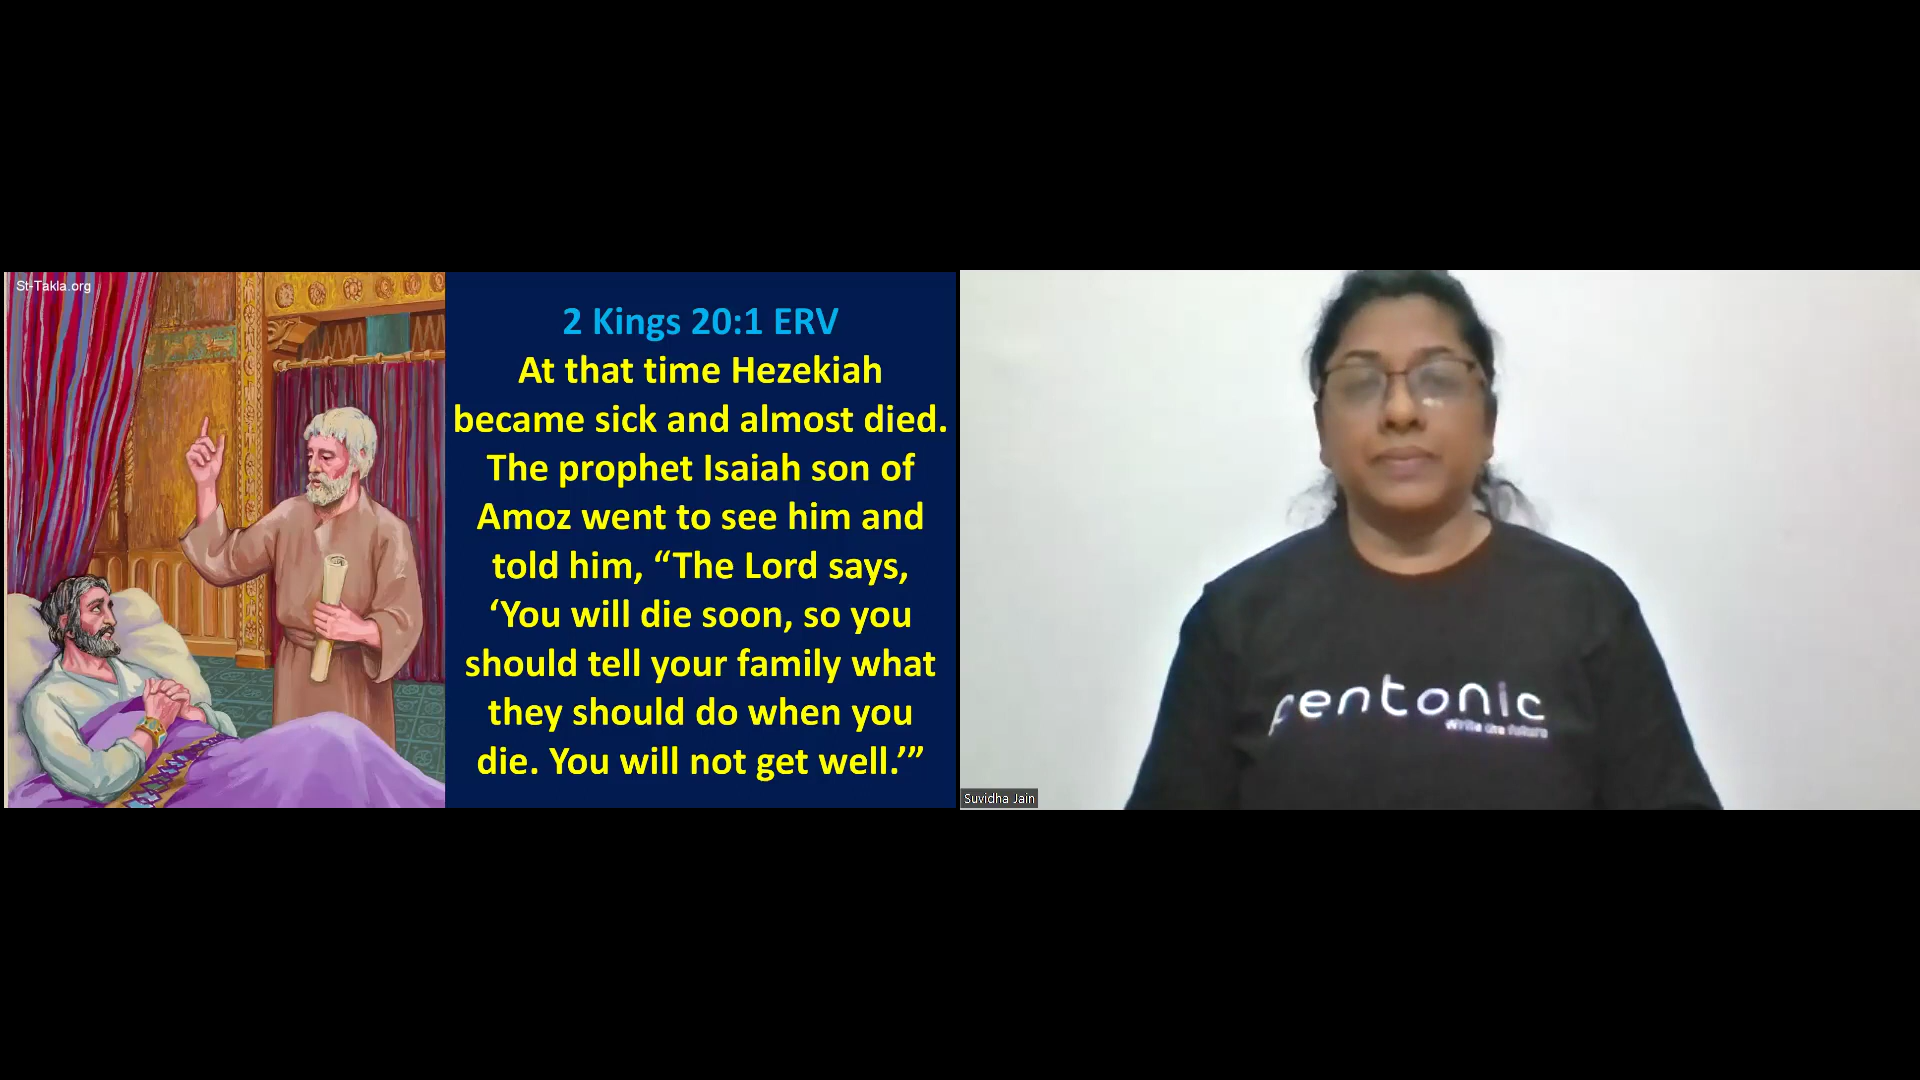 St-Takla.org
2 Kings 20:1 ERV
At that time Hezekiah
became sick and almost died.
The prophet Isaiah son of
Amoz went to see him and
told him, “The Lord says,
‘You will die soon, so you
should tell your family what
they should do when you
die. You will not get well.’”
pentonic
Write the future
Suvidha Jain